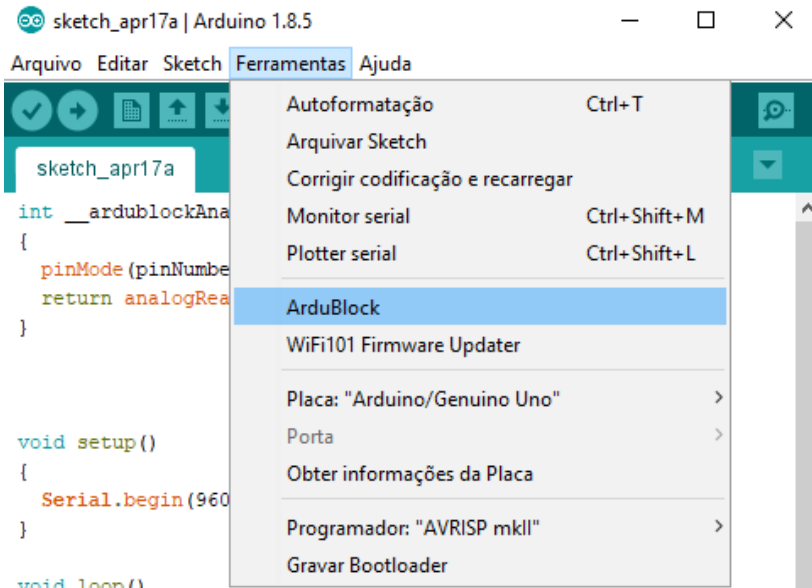 sketch_apr17a | Arduino 1.8.5
Arquivo Editar Sketch Ferramentas Ajuda
Autoformatação Ctrl+T
Arquivar Sketch
Corrigir codificação e recarregar
Monitor serial Ctrl+Shift+M
Plotter serial Ctrl+Shift+L
ArduBlock
WiFi101 Firmware Updater
Placa: "Arduino/Genuino Uno"
Porta
Obter informações da Placa
Programador: "AVRISP mkII"
Gravar Bootloader
sketch_apr17a
int __ardublockAna
{
pinMode(pinNumbe
return analogRea
}
void setup()
{
Serial.begin(960
}
void loop()